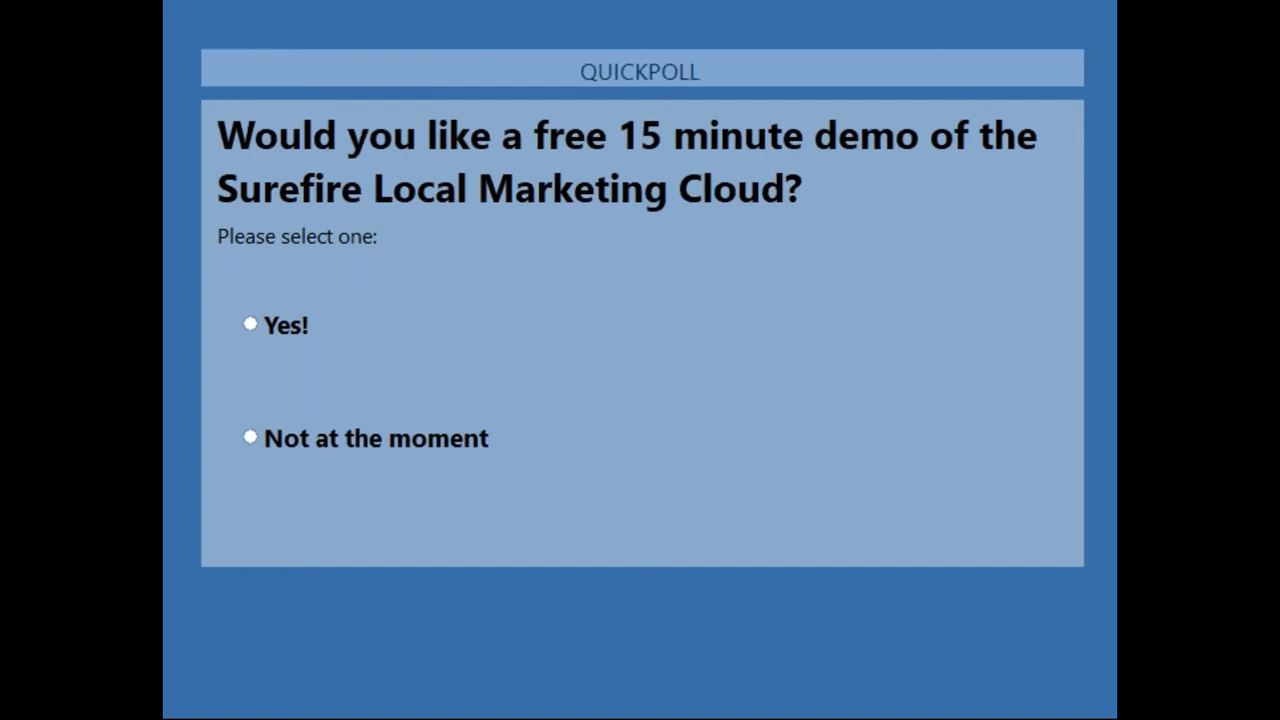 QUICKPOLL
Would you like a free 15 minute demo of the
Surefire Local Marketing Cloud?
Please select one:
Yes!
Not at the moment